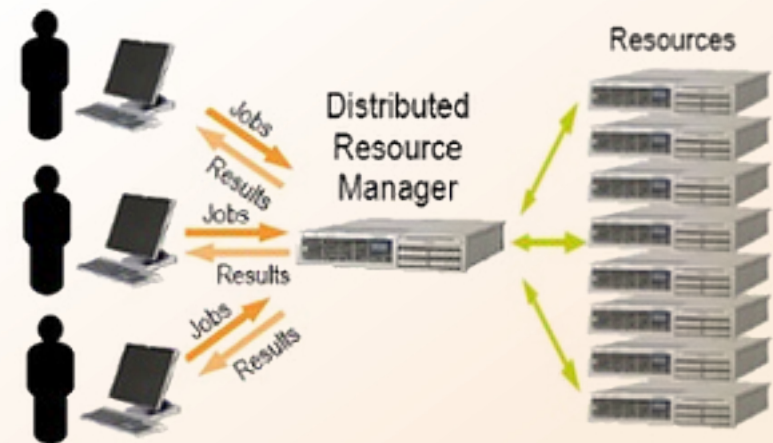 Resources
Distributed
Resource
Manager
Jobs
Results
Jobs
Results
Jobs
Results